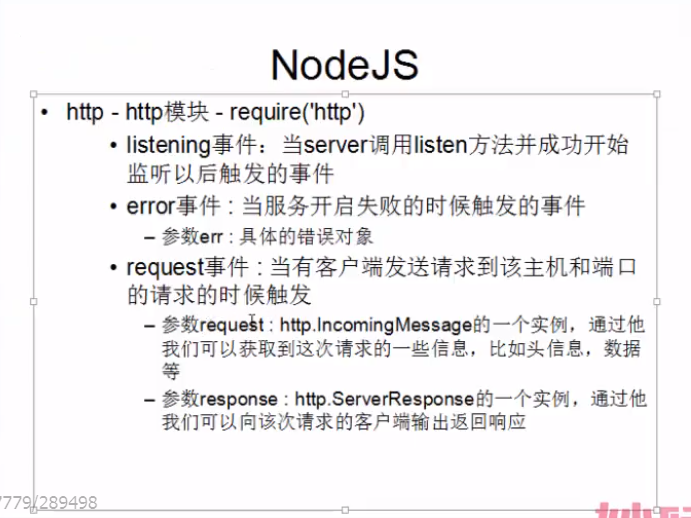 NodeJS
• http - http模块 - require('http')
• listening事件：当server调用listen方法并成功开始
监听以后触发的事件
• error事件 : 当服务开启失败的时候触发的事件
– 参数err : 具体的错误对象
• request事件 : 当有客户端发送请求到该主机和端口
的请求的时候触发
– 参数request : http.IncomingMessage的一个实例，通过他
我们可以获取到这次请求的一些信息，比如头信息，数据
等
– 参数response : http.ServerResponse的一个实例，通过他
我们可以向该次请求的客户端输出返回响应
7779/289498